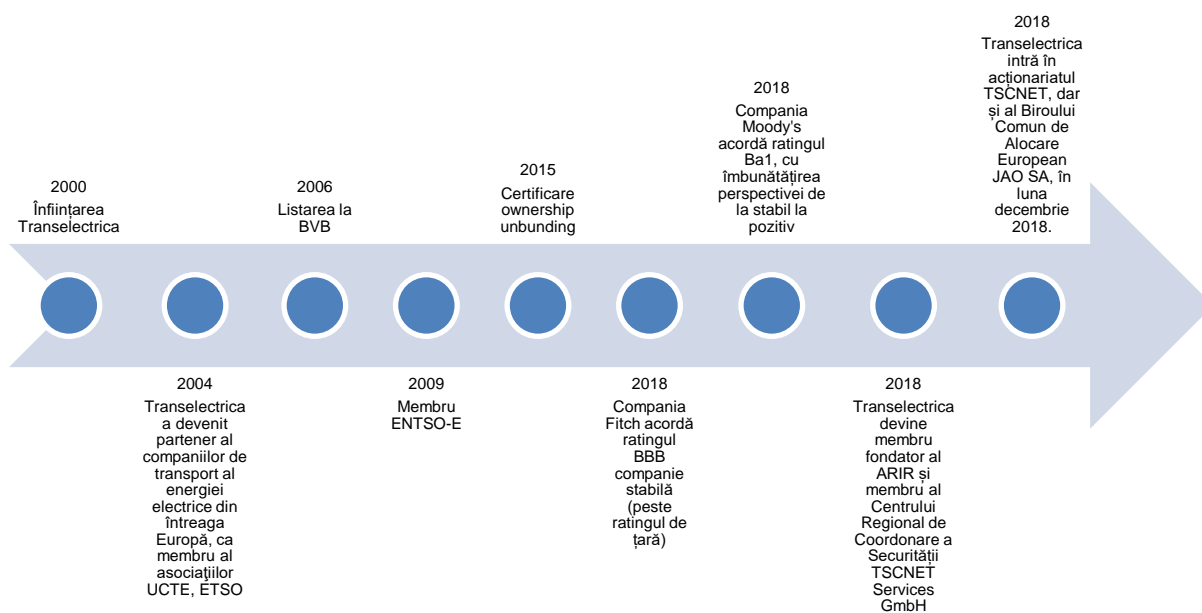 2000
Înființarea
Transelectrica
2004
Transelectrica
a devenit
partener al
companiilor de
transport al
energiei
electrice din
întreaga
Europă, ca
membru al
asociaţiilor
UCTE, ETSO
2006
Listarea la
BVB
2009
Membru
ENTSO-E
2015
Certificare
ownership
unbunding
2018
Compania
Fitch acordă
ratingul
BBB
companie
stabilă
(peste
ratingul de
țară)
2018
Compania
Moody's
acordă ratingul
Ba1, cu
îmbunătățirea
perspectivei de
la stabil la
pozitiv
2018
Transelectrica
devine
membru
fondator al
ARIR și
membru al
Centrului
Regional de
Coordonare a
Securității
TSCNET
Services
GmbH
2018
Transelectrica
intră în
acționariatul
TSCNET, dar
și al Biroului
Comun de
Alocare
European
JAO SA, în
luna
decembrie
2018.